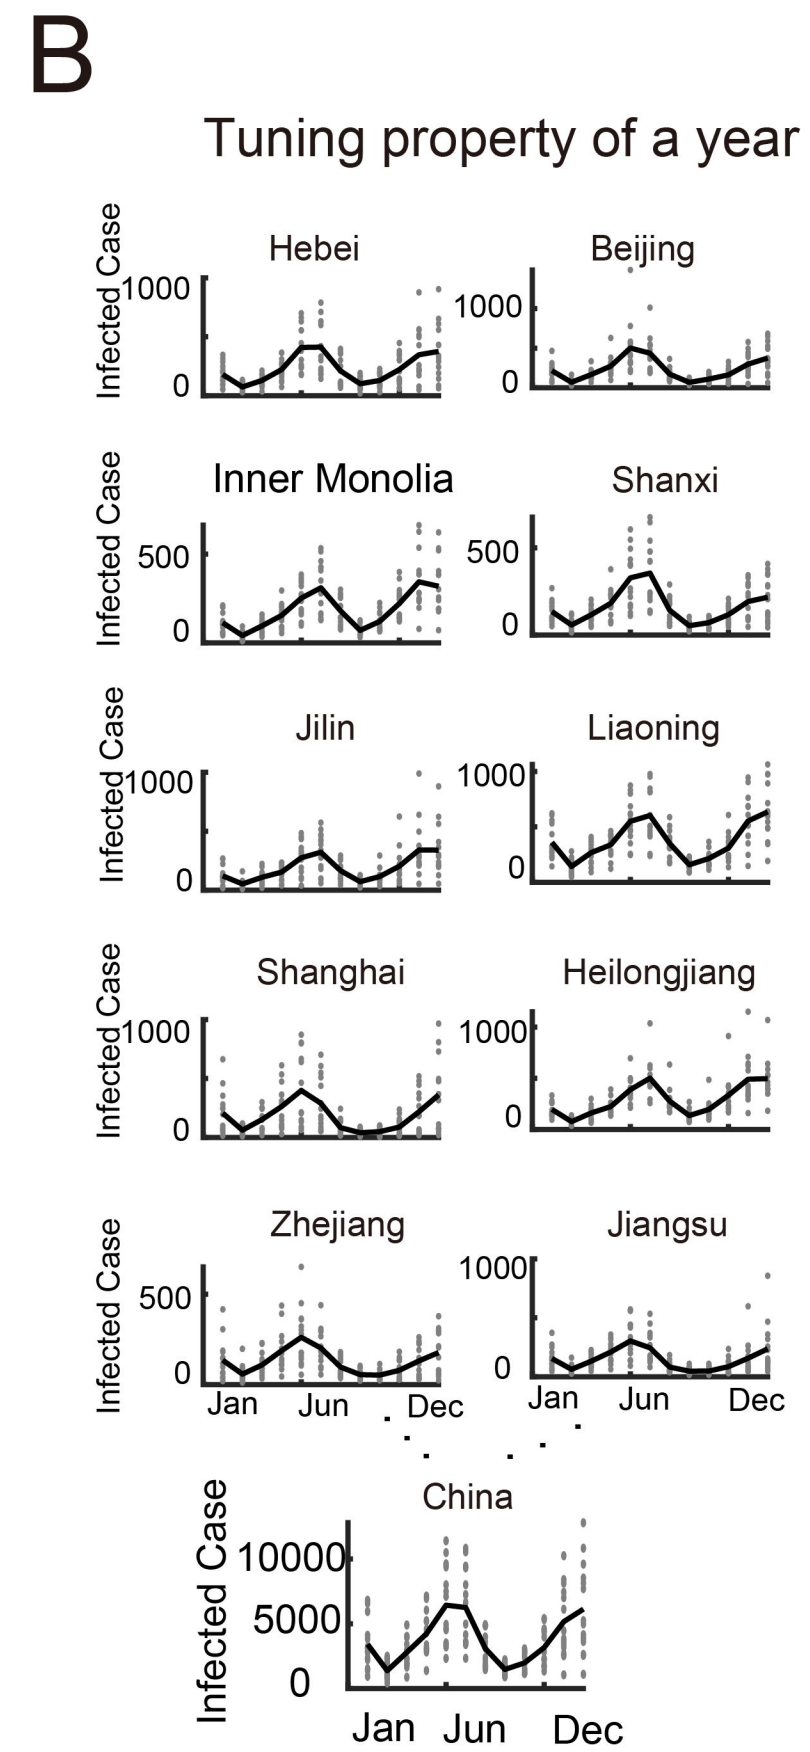 B
Tuning property of a year
Hebei
Beijing
Infected Case
1000
0
1000
0
Inner Monolia
Shanxi
Infected Case
500
0
500
0
Jilin
Liaoning
Infected Case
1000
0
1000
0
Shanghai
Heilongjiang
Infected Case
1000
0
1000
0
Zhejiang
Jiangsu
Infected Case
500
0
1000
0
Jan Jun Dec
Jan Jun Dec
China
Infected Case
10000
5000
0
Jan Jun Dec